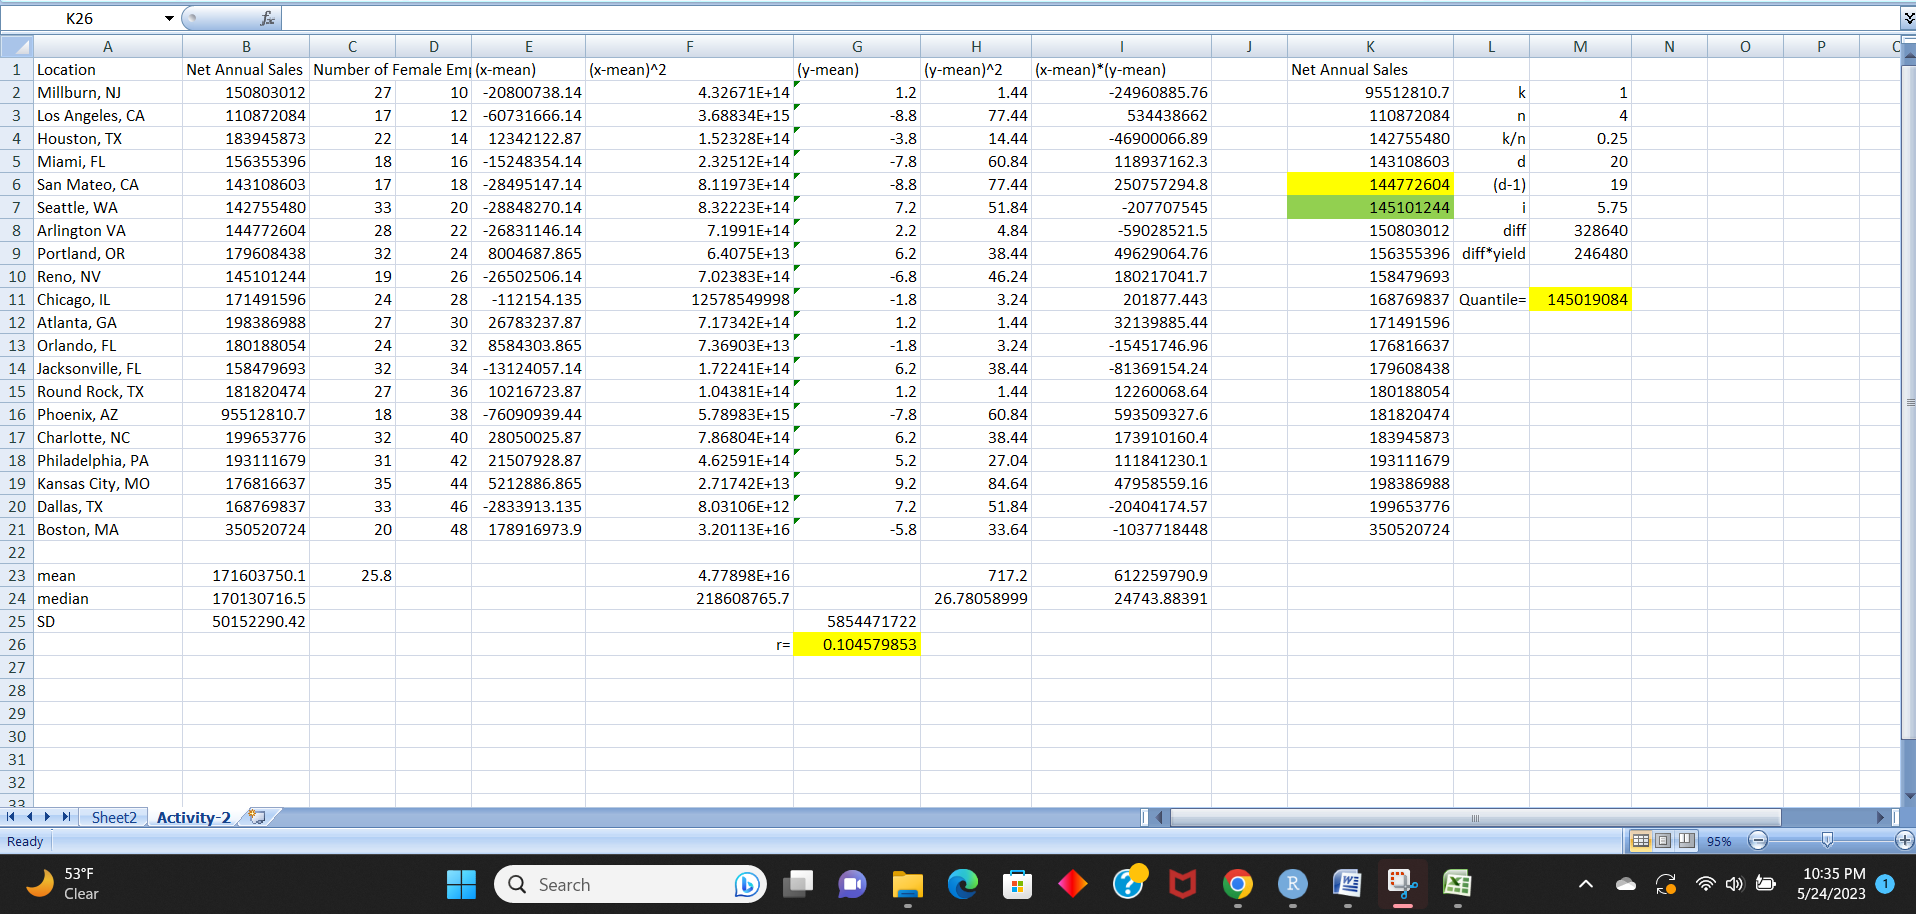 K26 fx
A B C D E F G H I J K L M N O P
1 Location Net Annual Sales Number of Female Emp (x-mean) (x-mean)^2 (y-mean) (y-mean)^2 (x-mean)*(y-mean) Net Annual Sales
2 Millburn, NJ 150803012 27 10 -20800738.14 4.32671E+14 1.2 1.44 -24960885.76 95512810.7 k 1
3 Los Angeles, CA 110872084 17 12 -60731666.14 3.68834E+15 -8.8 77.44 534438662 110872084 n 4
4 Houston, TX 183945873 22 14 12342122.87 1.52328E+14 -3.8 14.44 -46900066.89 142755480 k/n 0.25
5 Miami, FL 156355396 18 16 -15248354.14 2.32512E+14 -7.8 60.84 118937162.3 143108603 d 20
6 San Mateo, CA 143108603 17 18 -28495147.14 8.11973E+14 -8.8 77.44 250757294.8 144772604 (d-1) 19
7 Seattle, WA 142755480 33 20 -28848270.14 8.32223E+14 7.2 51.84 -207707545 145101244 i 5.75
8 Arlington VA 144772604 28 22 -26831146.14 7.1991E+14 2.2 4.84 -59028521.5 150803012 diff 328640
9 Portland, OR 179608438 32 24 8004687.865 6.4075E+13 6.2 38.44 49629064.76 156355396 diff*yield 246480
10 Reno, NV 145101244 19 26 -26502506.14 7.02383E+14 -6.8 46.24 180217041.7 158479693
11 Chicago, IL 171491596 24 28 -112154.135 12578549998 -1.8 3.24 201877.443 168769837 Quantile= 145019084
12 Atlanta, GA 198386988 27 30 26783237.87 7.17342E+14 1.2 1.44 32139885.44 171491596
13 Orlando, FL 180188054 24 32 8584303.865 7.36903E+13 -1.8 3.24 -15451746.96 176816637
14 Jacksonville, FL 158479693 32 34 -13124057.14 1.72241E+14 6.2 38.44 -81369154.24 179608438
15 Round Rock, TX 181820474 27 36 10216723.87 1.04381E+14 1.2 1.44 12260068.64 180188054
16 Phoenix, AZ 95512810.7 18 38 -76090939.44 5.78983E+15 -7.8 60.84 593509327.6 181820474
17 Charlotte, NC 199653776 32 40 28050025.87 7.86804E+14 6.2 38.44 173910160.4 183945873
18 Philadelphia, PA 193111679 31 42 21507928.87 4.62591E+14 5.2 27.04 111841230.1 193111679
19 Kansas City, MO 176816637 35 44 5212886.865 2.71742E+13 9.2 84.64 47958559.16 198386988
20 Dallas, TX 168769837 33 46 -2833913.135 8.03106E+12 7.2 51.84 -20404174.57 199653776
21 Boston, MA 350520724 20 48 178916973.9 3.20113E+16 -5.8 33.64 -1037718448 350520724
22
23 mean 171603750.1 25.8 4.77898E+16 717.2 612259790.9
24 median 170130716.5 218608765.7 26.78058999 24743.88391
25 SD 50152290.42 5854471722
26 r= 0.104579853
27
28
29
30
31
32
33
Sheet2 Activity-2
Ready 95%
53°F
Clear
Search
10:35 PM
5/24/2023
1